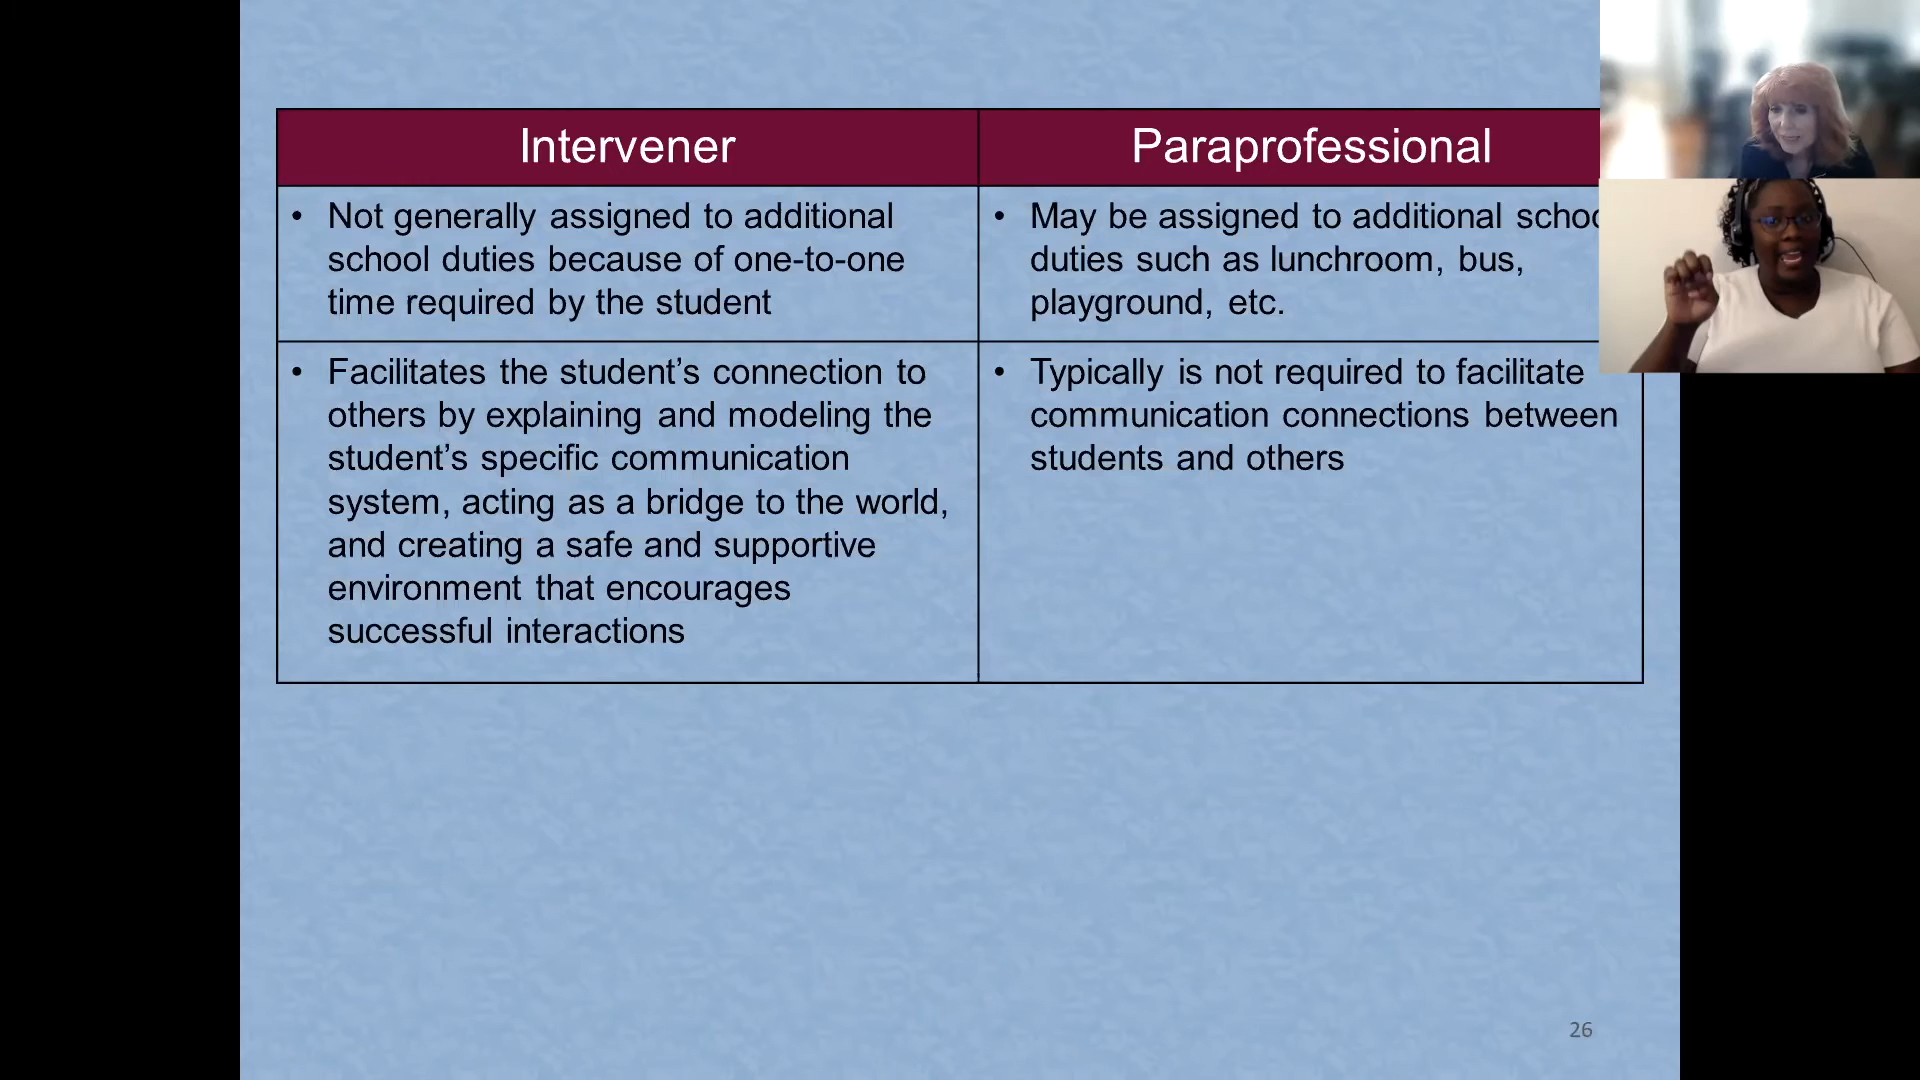 Intervener
Paraprofessional
• Not generally assigned to additional
school duties because of one-to-one
time required by the student
• May be assigned to additional
duties such as lunchroom, bus,
playground, etc.
• Facilitates the student’s connection to
others by explaining and modeling the
student’s specific communication
system, acting as a bridge to the world,
and creating a safe and supportive
environment that encourages
successful interactions
• Typically is not required to facilitate
communication connections between
students and others
26